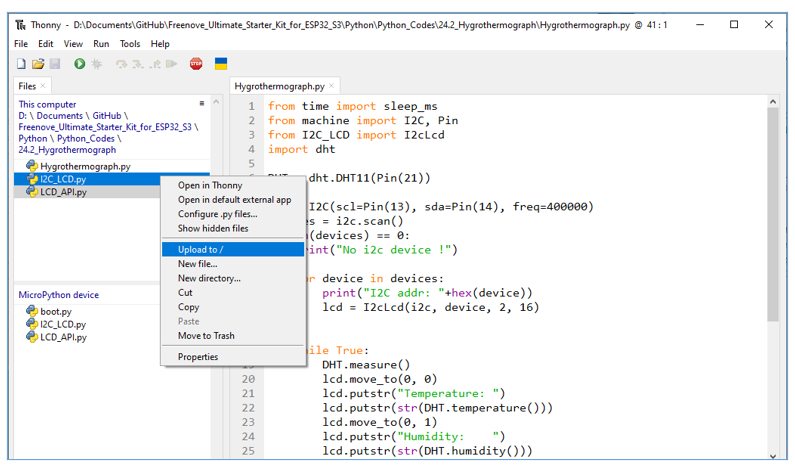 Thonny - D:\Documents\GitHub\Freenove_Ultimate_Starter_Kit_for_ESP32_S3\Python\Python_Codes\24.2_Hygrothermograph\Hygrothermograph.py @ 41 : 1
File Edit View Run Tools Help
STOP
Files ×
This computer
D: \ Documents \ GitHub \
Freenove_Ultimate_Starter_Kit_for_ESP32_S3 \
Python \ Python_Codes \
24.2_Hygrothermograph
Hygrothermograph.py
I2C_LCD.py
LCD_API.py
MicroPython device
boot.py
I2C_LCD.py
LCD_API.py
Open in Thonny
Open in default external app
Configure .py files...
Show hidden files
Upload to /
New file...
New directory...
Cut
Copy
Paste
Move to Trash
Properties
Hygrothermograph.py ×
1 from time import sleep_ms
2 from machine import I2C, Pin
3 from I2C_LCD import I2cLcd
4 import dht
5
dht.DHT11(Pin(21))
I2C(scl=Pin(13), sda=Pin(14), freq=400000)
es = i2c.scan()
(devices) == 0:
int("No i2c device !")
r device in devices:
print("I2C addr: "+hex(device))
lcd = I2cLcd(i2c, device, 2, 16)
ile True:
DHT.measure()
20 lcd.move_to(0, 0)
21 lcd.putstr("Temperature: ")
22 lcd.putstr(str(DHT.temperature()))
23 lcd.move_to(0, 1)
24 lcd.putstr("Humidity:    ")
25 lcd.putstr(str(DHT.humidity()))